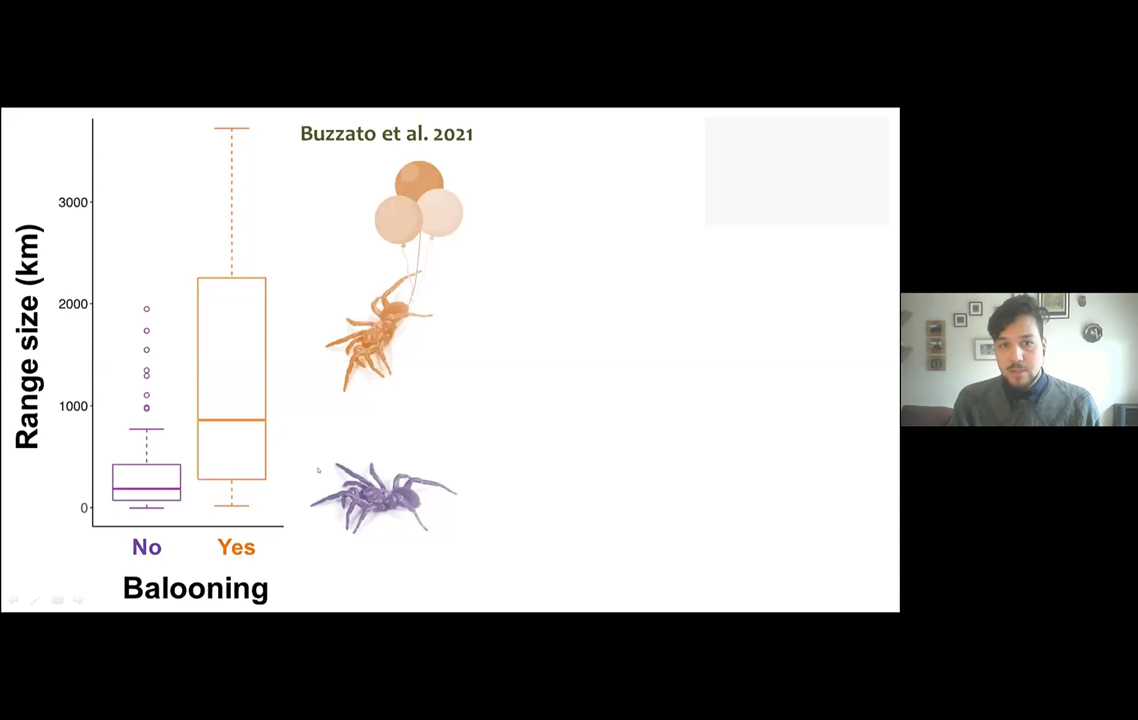 Buzzato et al. 2021
Range size (km)
3000
2000
1000
0
No Yes
Balooning